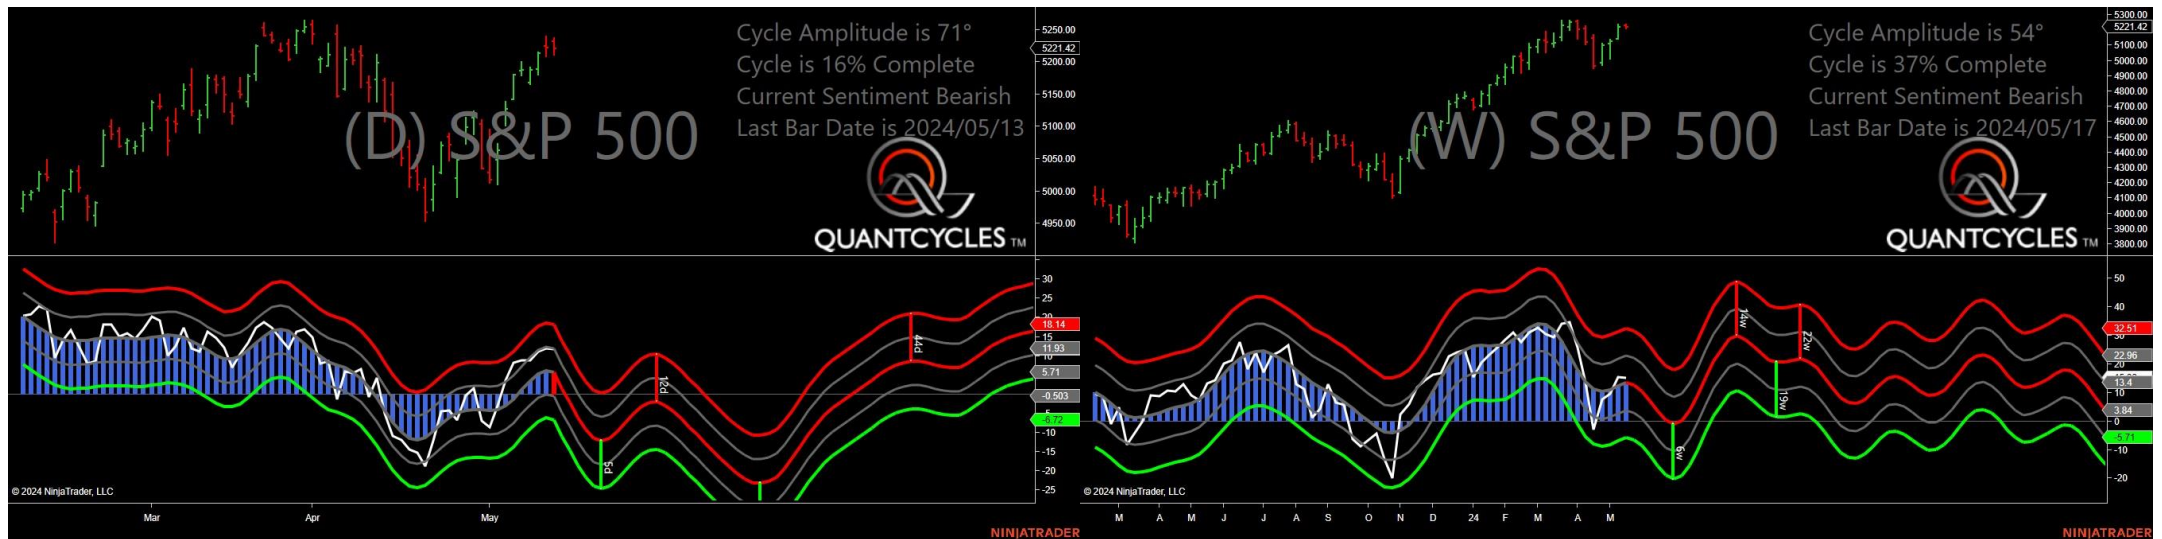 Cycle Amplitude is 71°
Cycle is 16% Complete
Current Sentiment Bearish
Last Bar Date is 2024/05/13
(D) S&P 500
QUANTCYCLES TM
5250.00
5221.42
5200.00
5150.00
5100.00
5050.00
5000.00
4950.00
30
25
18.14
15
11.93
5.71
-0.503
-6.72
-10
-15
-20
-25
5d
12d
44d
© 2024 NinjaTrader, LLC
Mar Apr May
NINJATRADER
Cycle Amplitude is 54°
Cycle is 37% Complete
Current Sentiment Bearish
Last Bar Date is 2024/05/17
(W) S&P 500
QUANTCYCLES TM
5300.00
5221.42
5100.00
5000.00
4900.00
4800.00
4700.00
4600.00
4500.00
4400.00
4300.00
4200.00
4100.00
4000.00
3900.00
3800.00
50
40
32.51
30
22.96
20
13.4
10
3.84
0
-5.71
-10
-20
6w
14w
19w
22w
© 2024 NinjaTrader, LLC
M A M J J A S O N D 24 F M A M
NINJATRADER